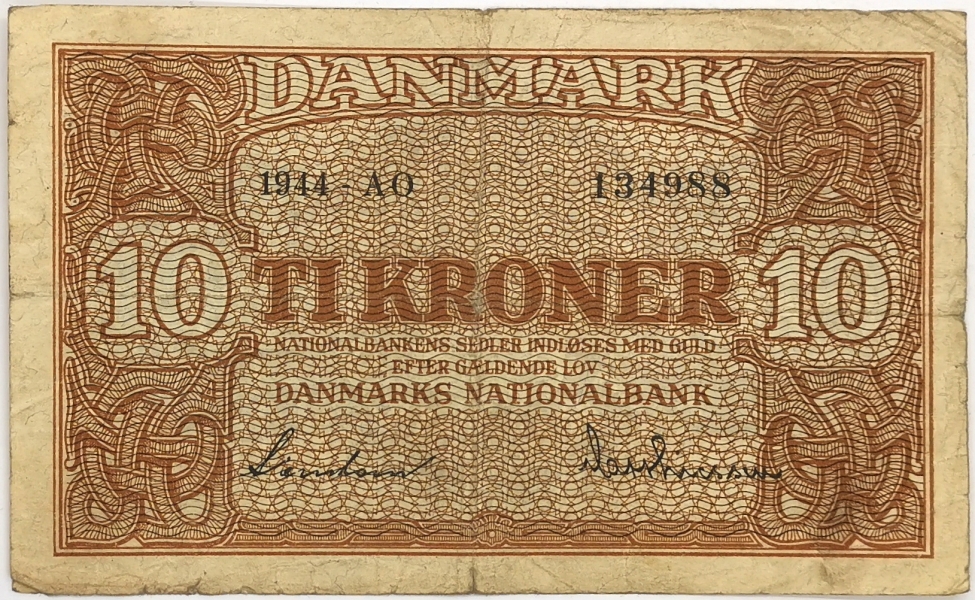 DANMARK
1944 - AO 134988
10 TI KRONER 10
NATIONALBANKENS SEDLER INDLØSES MED GULD
EFTER GÆLDENDE LOV
DANMARKS NATIONALBANK